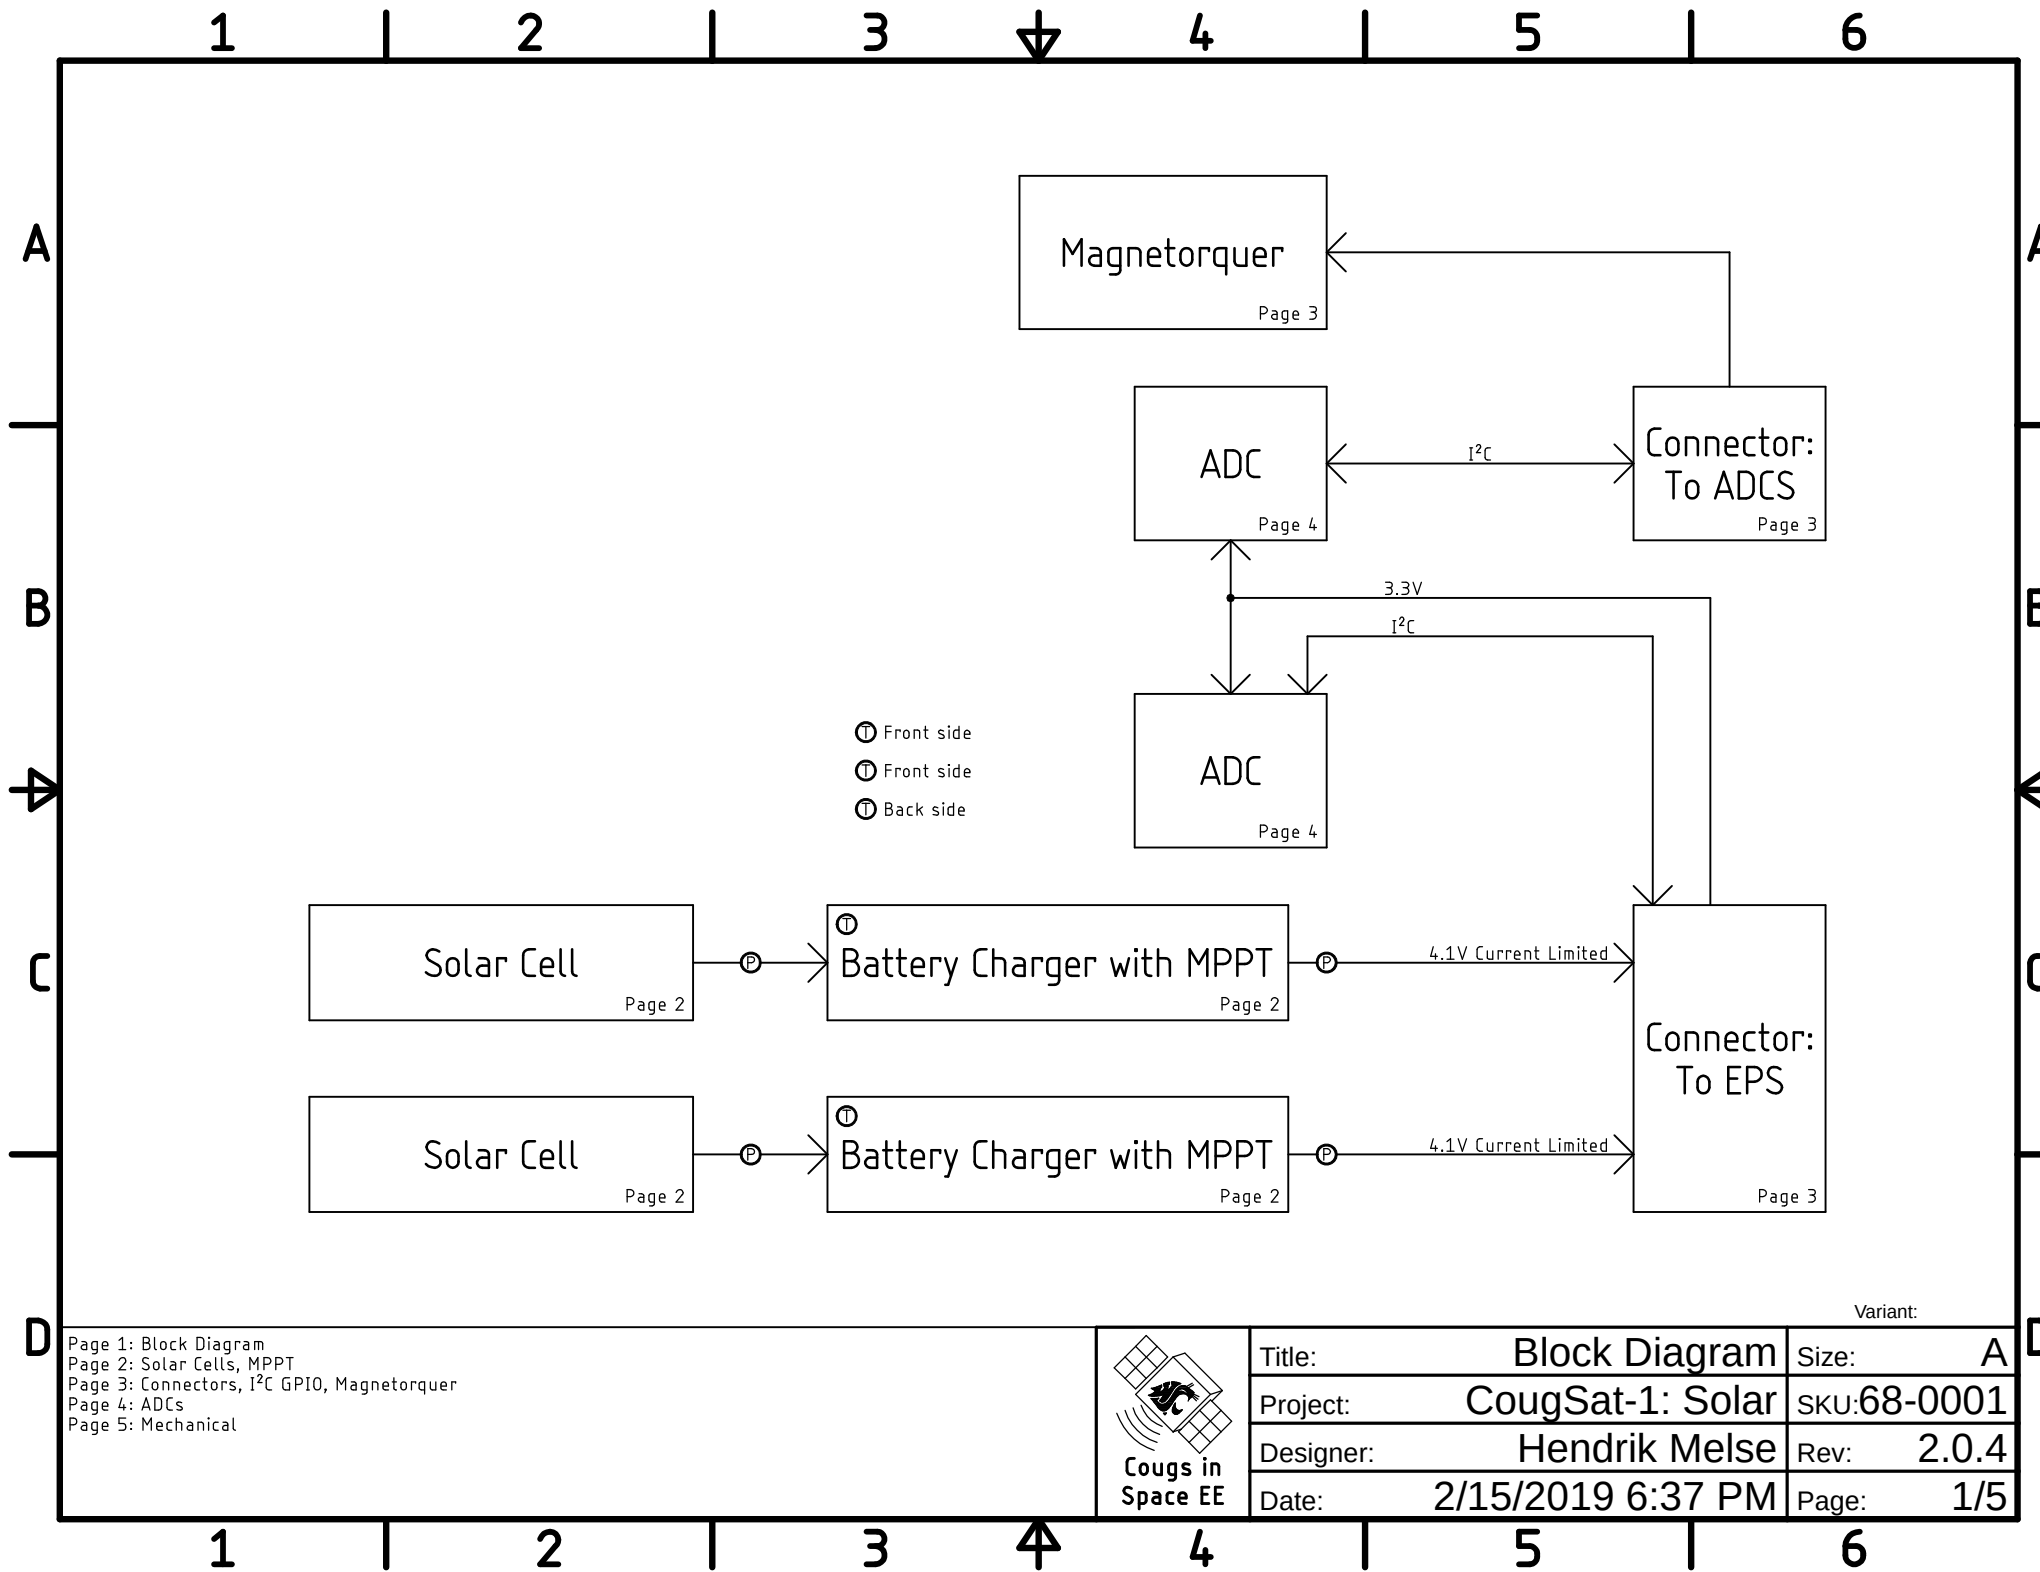 1 2 3 4 5 6
A
Magnetorquer
Page 3
ADC
Page 4
I²C
Connector:
To ADCS
Page 3
B
3.3V
I²C
T Front side
T Front side
T Back side
ADC
Page 4
C
Solar Cell
Page 2
P
T
Battery Charger with MPPT
Page 2
P
4.1V Current Limited
Connector:
To EPS
Page 3
Solar Cell
Page 2
P
T
Battery Charger with MPPT
Page 2
P
4.1V Current Limited
D
Page 1: Block Diagram
Page 2: Solar Cells, MPPT
Page 3: Connectors, I²C GPIO, Magnetorquer
Page 4: ADCs
Page 5: Mechanical
Cougs in
Space EE
Variant:
Title: Block Diagram
Size: A
Project: CougSat-1: Solar
SKU:68-0001
Designer: Hendrik Melse
Rev: 2.0.4
Date: 2/15/2019 6:37 PM
Page: 1/5
1 2 3 4 5 6